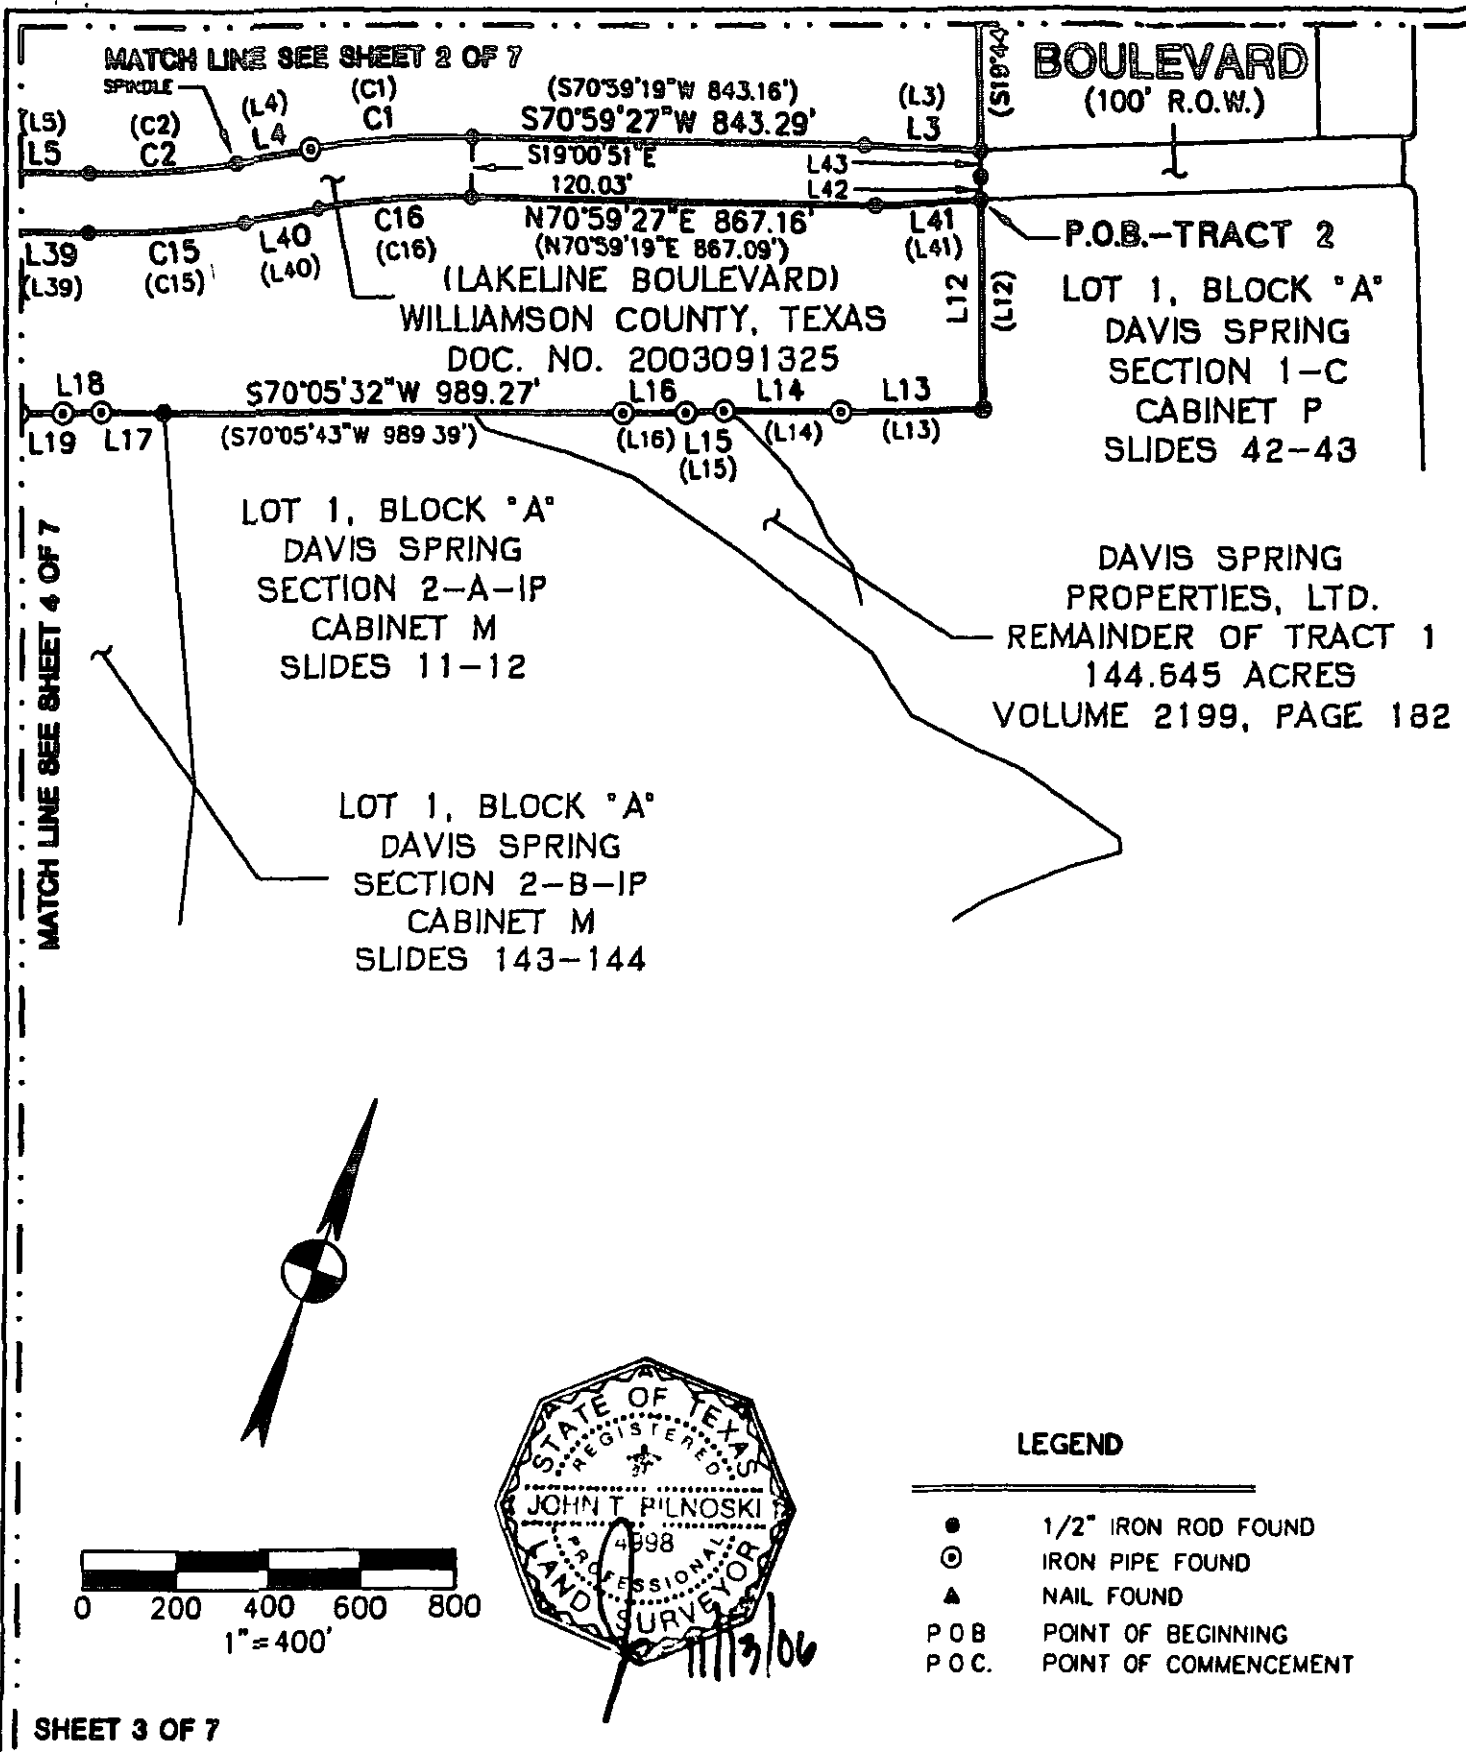 MATCH LINE SEE SHEET 2 OF 7
SPINDLE
(L5)
L5
(C2)
C2
(L4)
L4
(C1)
C1
(S70°59'19"W 843.16')
S70°59'27"W 843.29'
(L3)
L3
BOULEVARD
(100' R.O.W.)
S19°00'51"E
120.03'
L43
L42
N70°59'27"E 867.16'
(N70°59'19"E 867.09')
L41
(L41)
P.O.B.-TRACT 2
L39
(L39)
C15
(C15)
L40
(L40)
C16
(C16)
(LAKELINE BOULEVARD)
WILLIAMSON COUNTY, TEXAS
DOC. NO. 2003091325
L12
(L12)
LOT 1, BLOCK "A"
DAVIS SPRING
SECTION 1-C
CABINET P
SLIDES 42-43
L18
L19
L17
S70°05'32"W 989.27'
(S70°05'43"W 989 39')
L16
(L16)
L15
(L15)
L14
(L14)
L13
(L13)
LOT 1, BLOCK "A"
DAVIS SPRING
SECTION 2-A-IP
CABINET M
SLIDES 11-12
DAVIS SPRING
PROPERTIES, LTD.
REMAINDER OF TRACT 1
144.645 ACRES
VOLUME 2199, PAGE 182
MATCH LINE SEE SHEET 4 OF 7
LOT 1, BLOCK "A"
DAVIS SPRING
SECTION 2-B-IP
CABINET M
SLIDES 143-144
STATE OF TEXAS
REGISTERED
JOHN T PILNOSKI
4998
PROFESSIONAL
LAND SURVEYOR
11/13/06
0 200 400 600 800
1"=400'
LEGEND
1/2" IRON ROD FOUND
IRON PIPE FOUND
NAIL FOUND
P O B POINT OF BEGINNING
P O C. POINT OF COMMENCEMENT
SHEET 3 OF 7